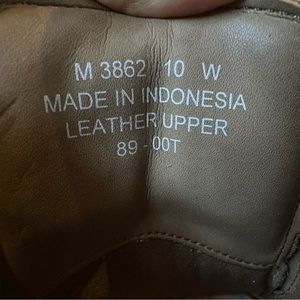 M 3862 10 W
MADE IN INDONESIA
LEATHER UPPER
89 - 00T